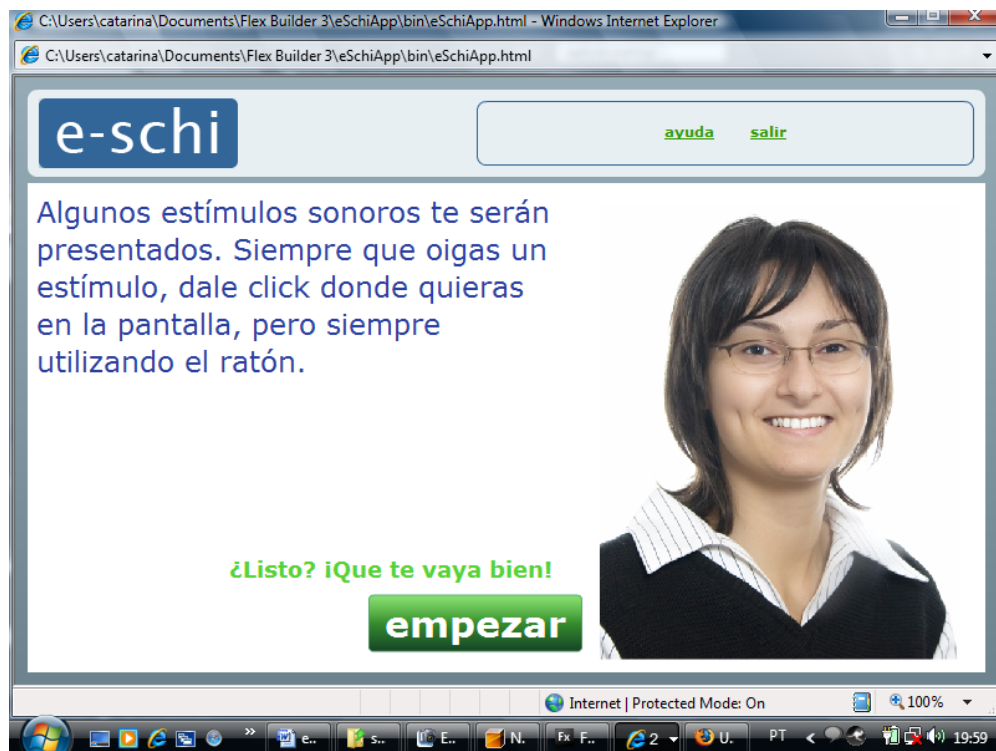 C:\Users\catarina\Documents\Flex Builder 3\eSchiApp\bin\eSchiApp.html - Windows Internet Explorer
C:\Users\catarina\Documents\Flex Builder 3\eSchiApp\bin\eSchiApp.html
e-schi
ayuda salir
Algunos estímulos sonoros te serán
presentados. Siempre que oigas un
estímulo, dale click donde quieras
en la pantalla, pero siempre
utilizando el ratón.
¿Listo? ¡Que te vaya bien!
empezar
Internet | Protected Mode: On 100%
e.. s.. E.. N. F.. 2 U. PT 19:59